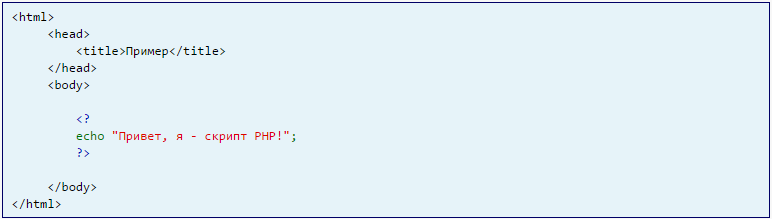 <html>
<head>
<title>Пример</title>
</head>
<body>
<?
echo "Привет, я - скрипт PHP!";
?>
</body>
</html>